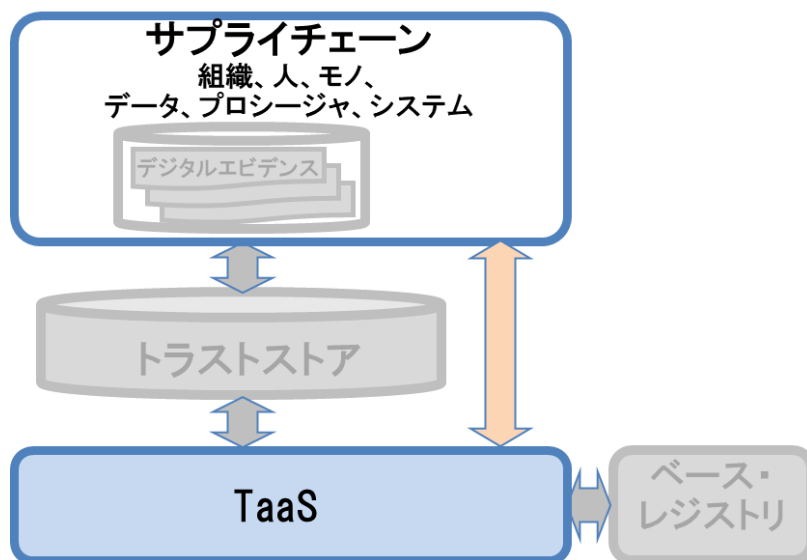 サプライチェーン
組織、人、モノ、
データ、プロシージャ、システム
デジタルエビデンス
トラストストア
TaaS
ベース・
レジストリ